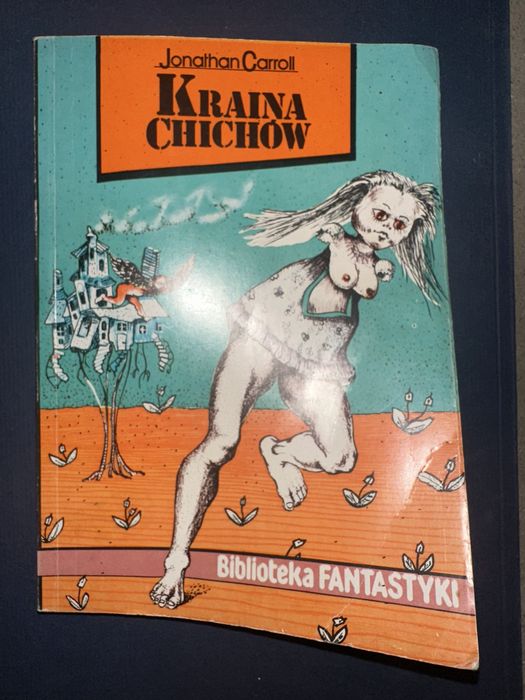 Jonathan Carroll
KRAINA
CHICHÓW
Biblioteka FANTASTYKI